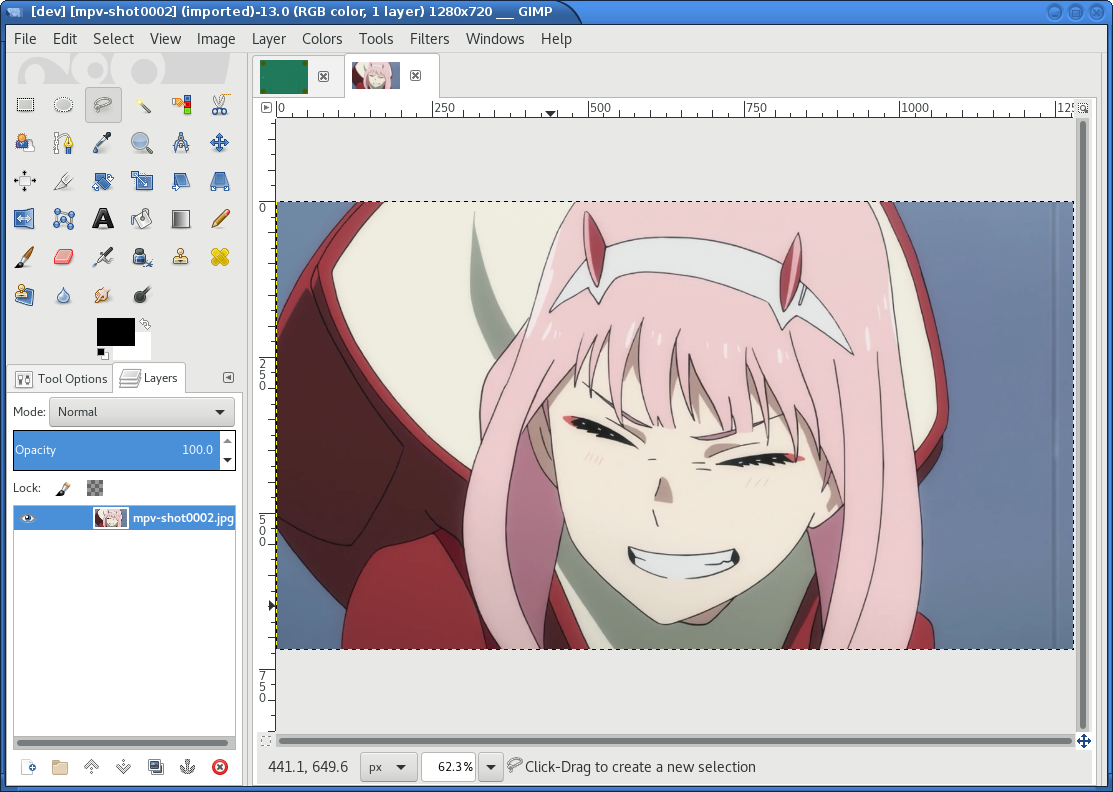 [dev] [mpv-shot0002] (imported)-13.0 (RGB color, 1 layer) 1280x720 ___ GIMP
File Edit Select View Image Layer Colors Tools Filters Windows Help
0 250 500 750 1000 125
0
250
500
750
Tool Options Layers
Mode: Normal
Opacity 100.0
Lock:
mpv-shot0002.jpg
441.1, 649.6 px 62.3% Click-Drag to create a new selection